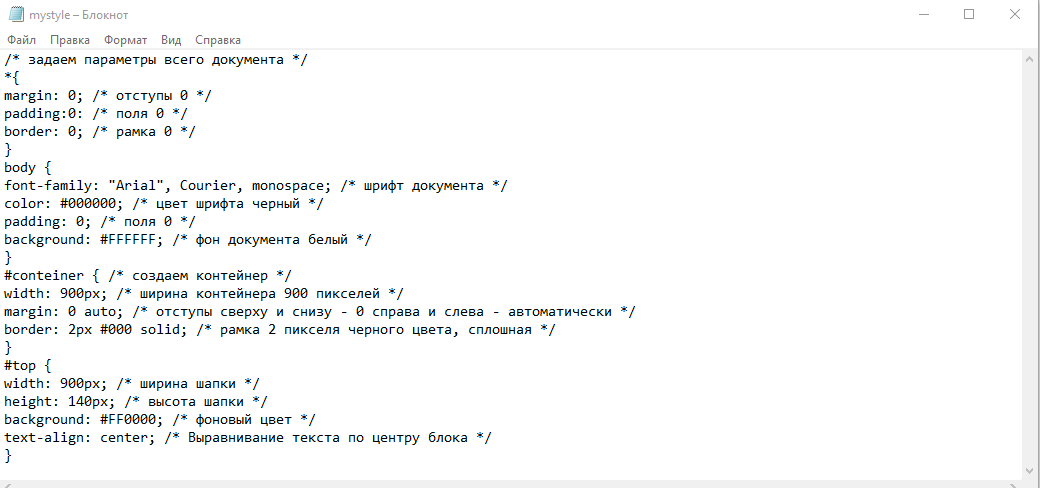 mystyle – Блокнот
Файл Правка Формат Вид Справка
/* задаем параметры всего документа */
*{
margin: 0; /* отступы 0 */
padding:0: /* поля 0 */
border: 0; /* рамка 0 */
}
body {
font-family: "Arial", Courier, monospace; /* шрифт документа */
color: #000000; /* цвет шрифта черный */
padding: 0; /* поля 0 */
background: #FFFFFF; /* фон документа белый */
}
#conteiner { /* создаем контейнер */
width: 900px; /* ширина контейнера 900 пикселей */
margin: 0 auto; /* отступы сверху и снизу - 0 справа и слева - автоматически */
border: 2px #000 solid; /* рамка 2 пикселя черного цвета, сплошная */
}
#top {
width: 900px; /* ширина шапки */
height: 140px; /* высота шапки */
background: #FF0000; /* фоновый цвет */
text-align: center; /* Выравнивание текста по центру блока */
}